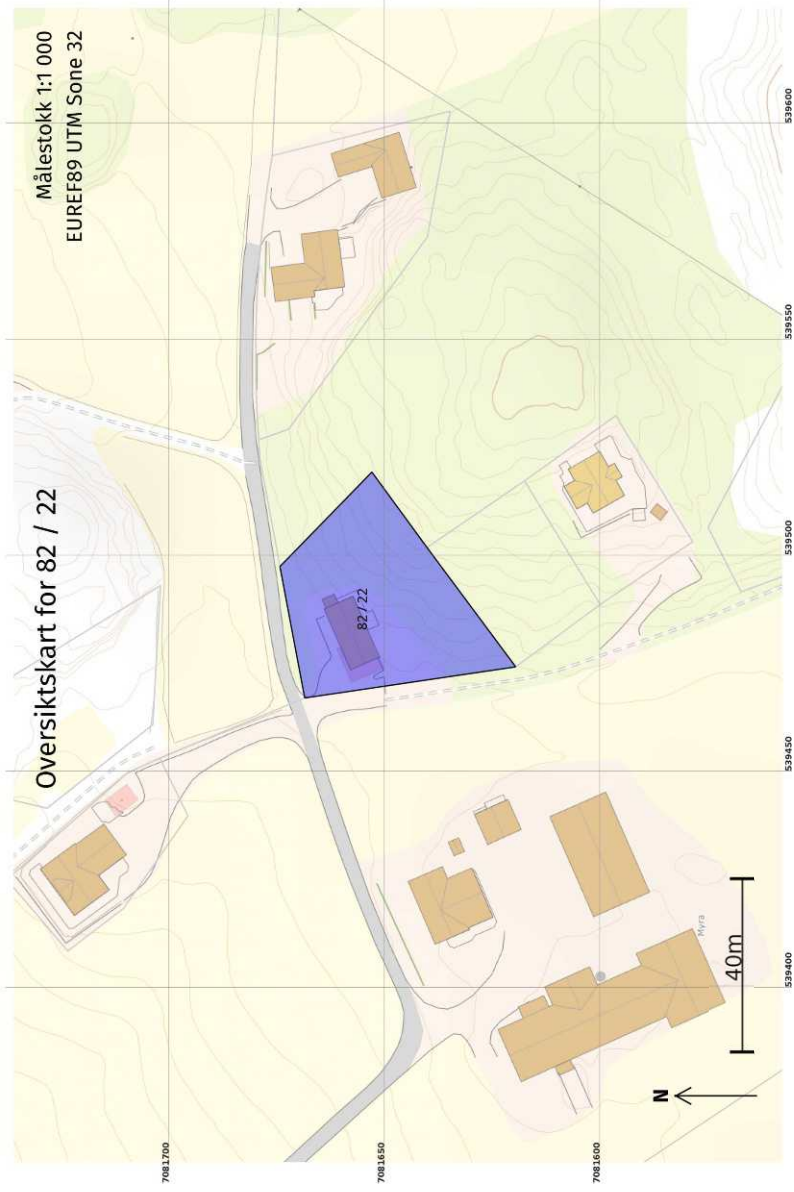 Oversiktskart for 82 / 22
Målestokk 1:1 000
EUREF89 UTM Sone 32
82 / 22
Myra
40m
N
7081700
7081650
7081600
539400
539450
539500
539550
539600